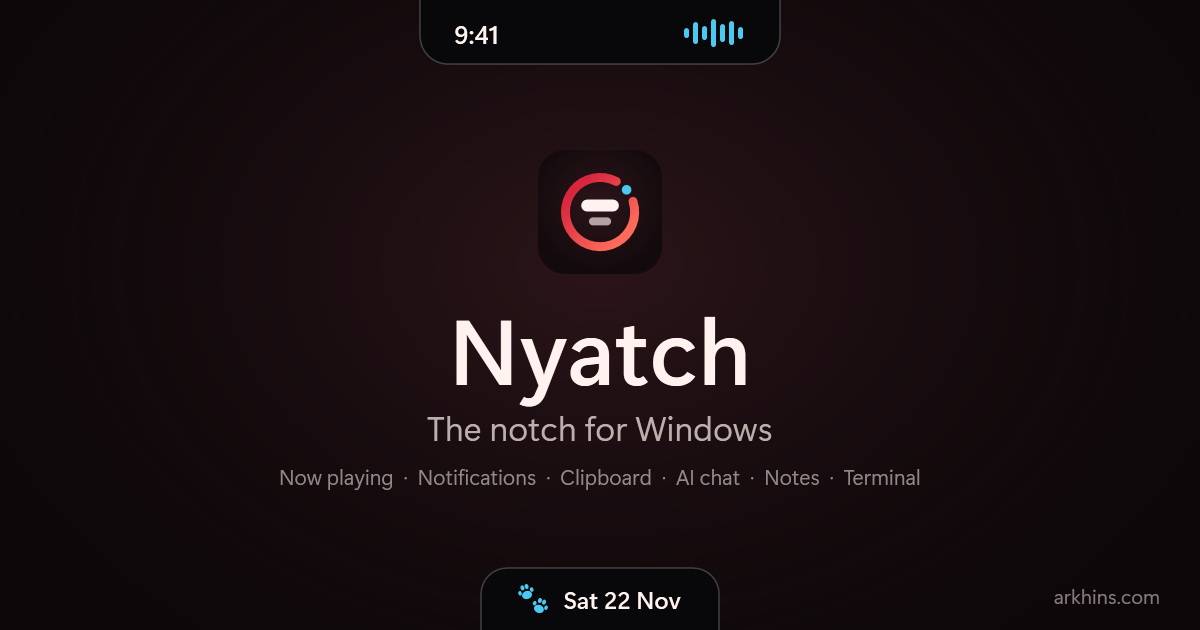 9:41
Nyatch
The notch for Windows
Now playing · Notifications · Clipboard · AI chat · Notes · Terminal
Sat 22 Nov
arkhins.com